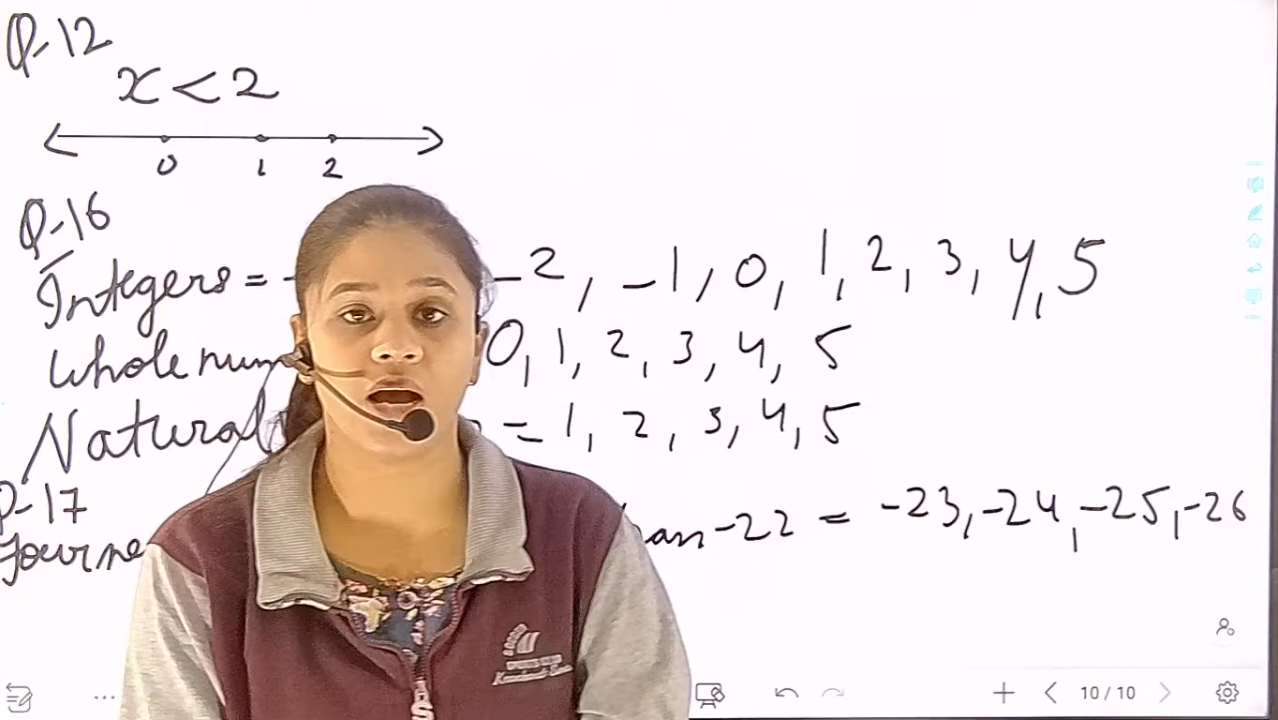 Q-12
x < 2
0 1 2
Q-16
Integers = - -2, -1, 0, 1, 2, 3, 4, 5
Whole num 0, 1, 2, 3, 4, 5
Natural = 1, 2, 3, 4, 5
Q-17
an -22 = -23, -24, -25, -26
10/10